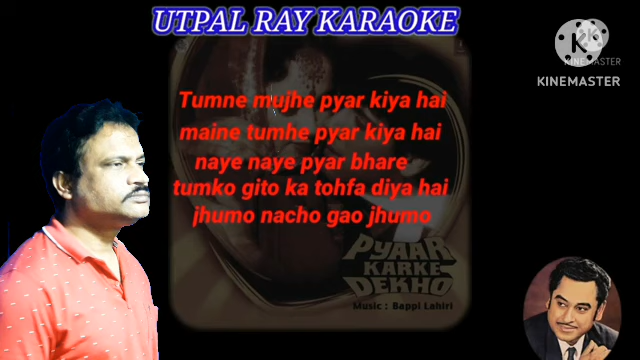 UTPAL RAY KARAOKE
KINEMASTER
KINEMASTER
Tumne mujhe pyar kiya hai
maine tumhe pyar kiya hai
naye naye pyar bhare
tumko gito ka tohfa diya hai
jhumo nacho gao jhumo
PYAAR
KARKE
DEKHO
Music : Bappi Lahiri